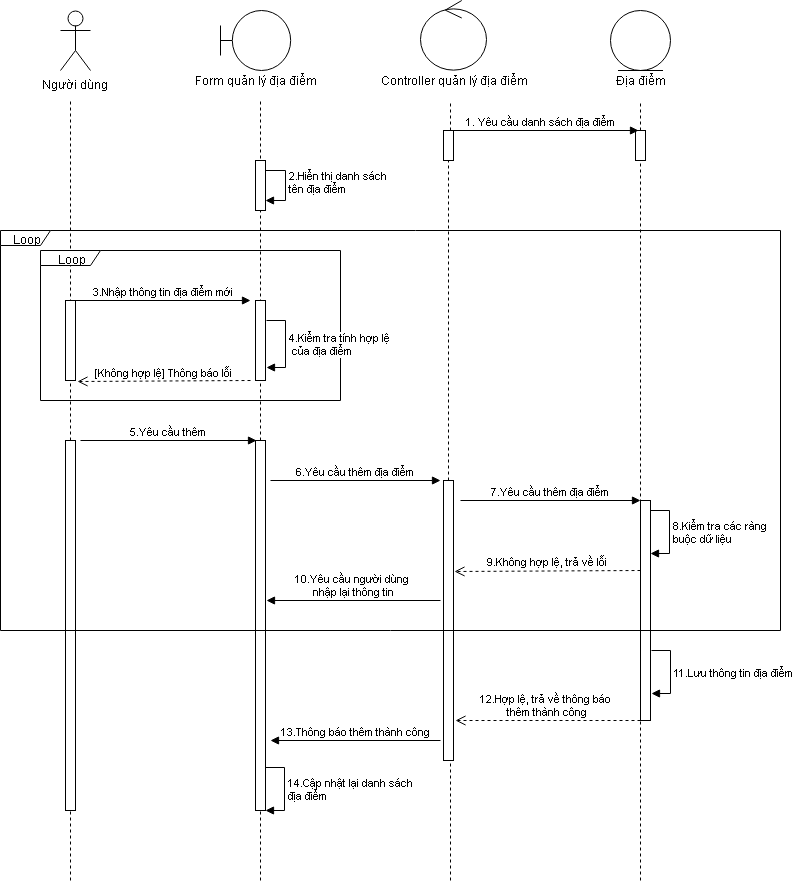 Người dùng
Form quản lý địa điểm
Controller quản lý địa điểm
Địa điểm
1. Yêu cầu danh sách địa điểm
2.Hiển thị danh sách
tên địa điểm
Loop
Loop
3.Nhập thông tin địa điểm mới
4.Kiểm tra tính hợp lệ
của địa điểm
[Không hợp lệ] Thông báo lỗi
5.Yêu cầu thêm
6.Yêu cầu thêm địa điểm
7.Yêu cầu thêm địa điểm
8.Kiểm tra các ràng
buộc dữ liệu
9.Không hợp lệ, trả về lỗi
10.Yêu cầu người dùng
nhập lại thông tin
11.Lưu thông tin địa điểm
12.Hợp lệ, trả về thông báo
thêm thành công
13.Thông báo thêm thành công
14.Cập nhật lại danh sách
địa điểm